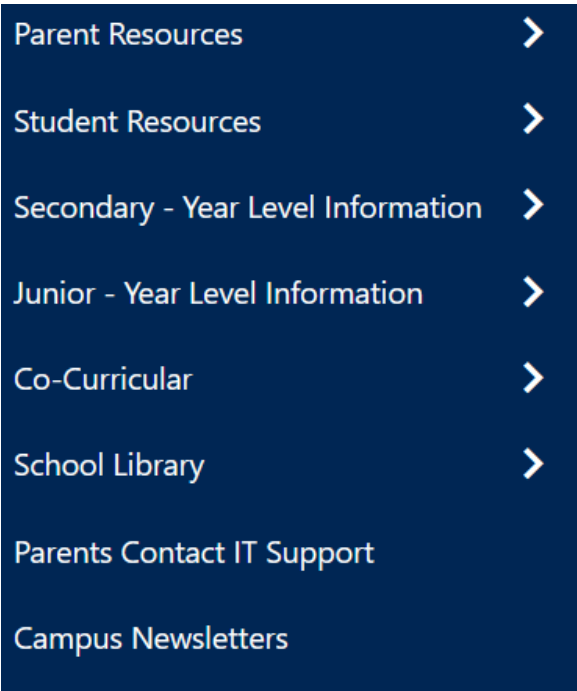 Parent Resources
Student Resources
Secondary - Year Level Information
Junior - Year Level Information
Co-Curricular
School Library
Parents Contact IT Support
Campus Newsletters